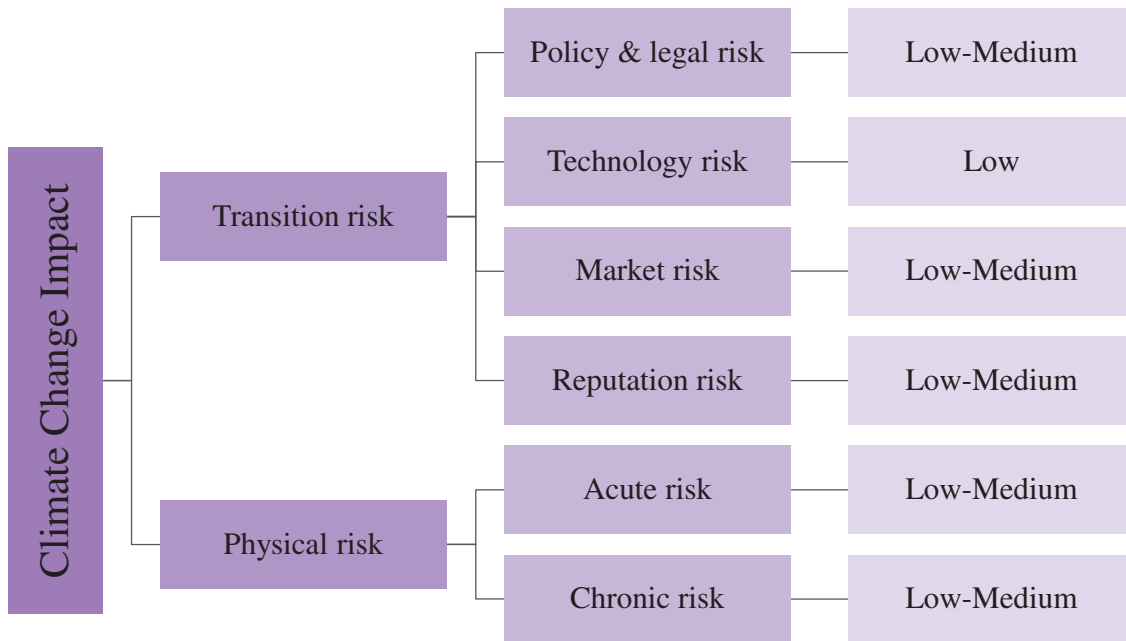 Climate Change Impact
Transition risk
Policy & legal risk
Low-Medium
Technology risk
Low
Market risk
Low-Medium
Reputation risk
Low-Medium
Physical risk
Acute risk
Low-Medium
Chronic risk
Low-Medium